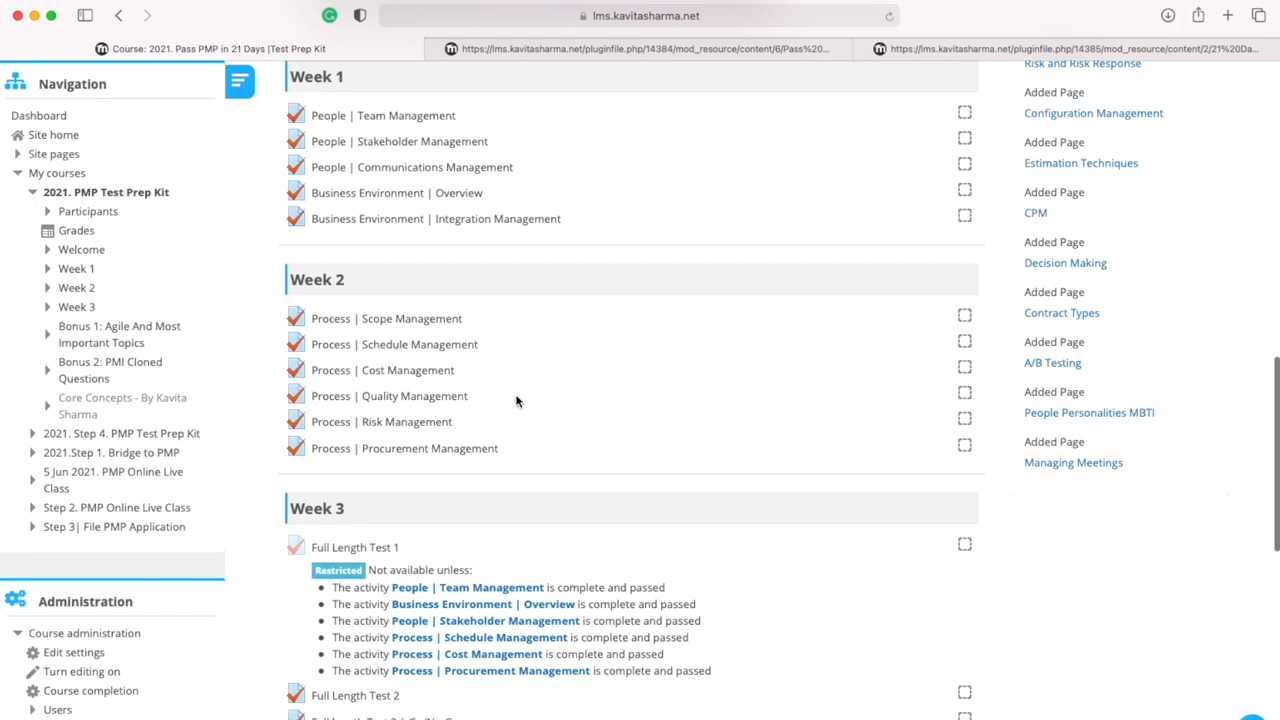 lms.kavitasharma.net
Course: 2021. Pass PMP in 21 Days |Test Prep Kit
https://lms.kavitasharma.net/pluginfile.php/14384/mod_resource/content/6/Pass%20...
https://lms.kavitasharma.net/pluginfile.php/14385/mod_resource/content/2/21%20Da...
Navigation
Dashboard
Site home
Site pages
My courses
2021. PMP Test Prep Kit
Participants
Grades
Welcome
Week 1
Week 2
Week 3
Bonus 1: Agile And Most
Important Topics
Bonus 2: PMI Cloned
Questions
Core Concepts - By Kavita
Sharma
2021. Step 4. PMP Test Prep Kit
2021.Step 1. Bridge to PMP
5 Jun 2021. PMP Online Live
Class
Step 2. PMP Online Live Class
Step 3| File PMP Application
Administration
Course administration
Edit settings
Turn editing on
Course completion
Users
Week 1
People | Team Management
People | Stakeholder Management
People | Communications Management
Business Environment | Overview
Business Environment | Integration Management
Week 2
Process | Scope Management
Process | Schedule Management
Process | Cost Management
Process | Quality Management
Process | Risk Management
Process | Procurement Management
Week 3
Full Length Test 1
Restricted Not available unless:
The activity People | Team Management is complete and passed
The activity Business Environment | Overview is complete and passed
The activity People | Stakeholder Management is complete and passed
The activity Process | Schedule Management is complete and passed
The activity Process | Cost Management is complete and passed
The activity Process | Procurement Management is complete and passed
Full Length Test 2
Risk and Risk Response
Added Page
Configuration Management
Added Page
Estimation Techniques
Added Page
CPM
Added Page
Decision Making
Added Page
Contract Types
Added Page
A/B Testing
Added Page
People Personalities MBTI
Added Page
Managing Meetings